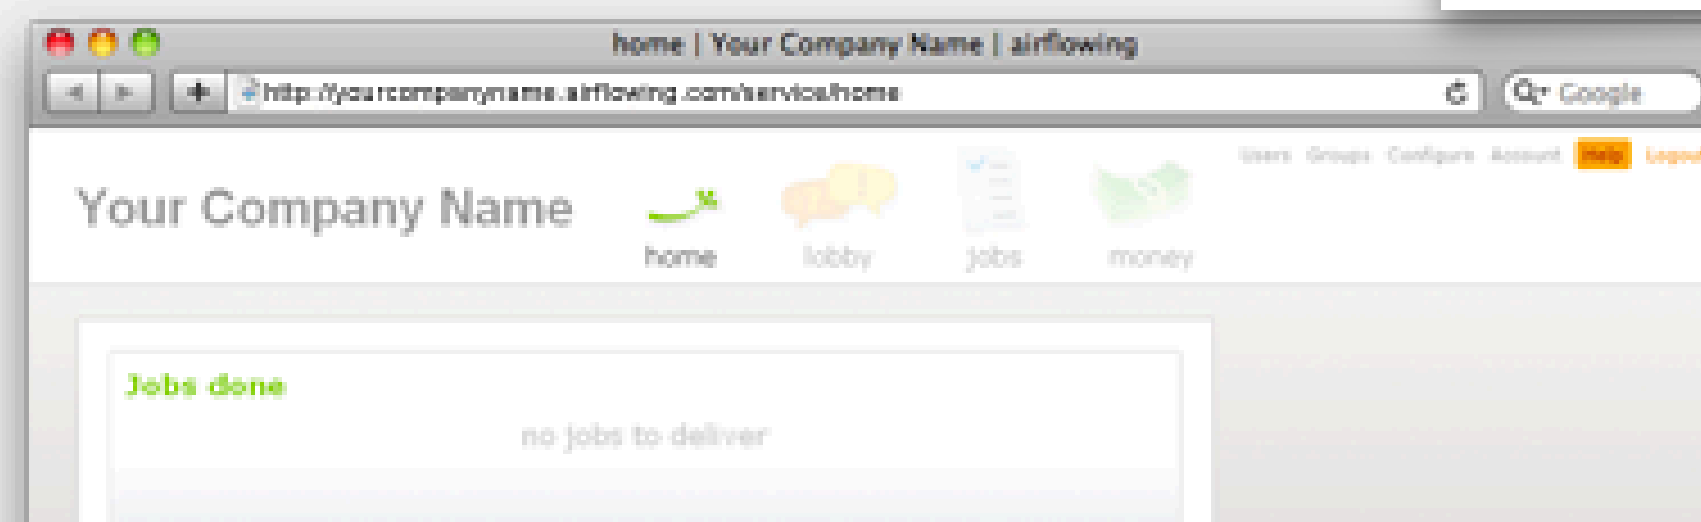 home | Your Company Name | airflowing
http://yourcompanyname.airflowing.com/service/home
Google
Users Groups Configure Account Help Logout
Your Company Name
home lobby jobs money
Jobs done
no jobs to deliver